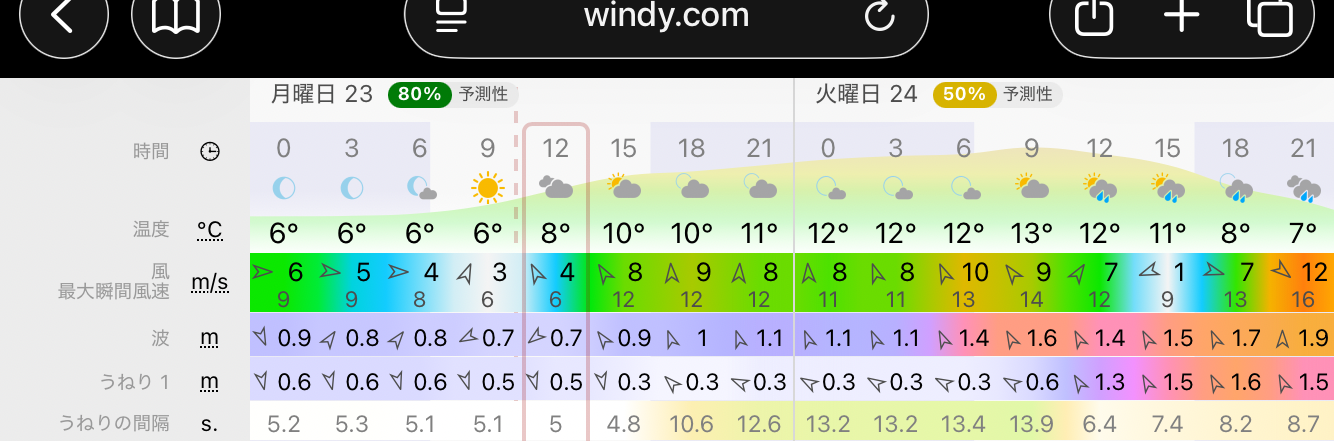 windy.com
月曜日 23 80% 予測性 火曜日 24 50% 予測性
時間 0 3 6 9 12 15 18 21 0 3 6 9 12 15 18 21
温度 °C 6° 6° 6° 6° 8° 10° 10° 11° 12° 12° 12° 13° 12° 11° 8° 7°
風 m/s 6 5 4 3 4 8 9 8 8 8 10 9 7 1 7 12
最大瞬間風速 9 9 8 6 6 12 12 12 11 11 13 14 12 9 13 16
波 m 0.9 0.8 0.8 0.7 0.7 0.9 1 1.1 1.1 1.1 1.4 1.6 1.4 1.5 1.7 1.9
うねり 1 m 0.6 0.6 0.6 0.5 0.5 0.3 0.3 0.3 0.3 0.3 0.3 0.6 1.3 1.5 1.6 1.5
うねりの間隔 s. 5.2 5.3 5.1 5.1 5 4.8 10.6 12.6 13.2 13.2 13.4 13.9 6.4 7.4 8.2 8.7